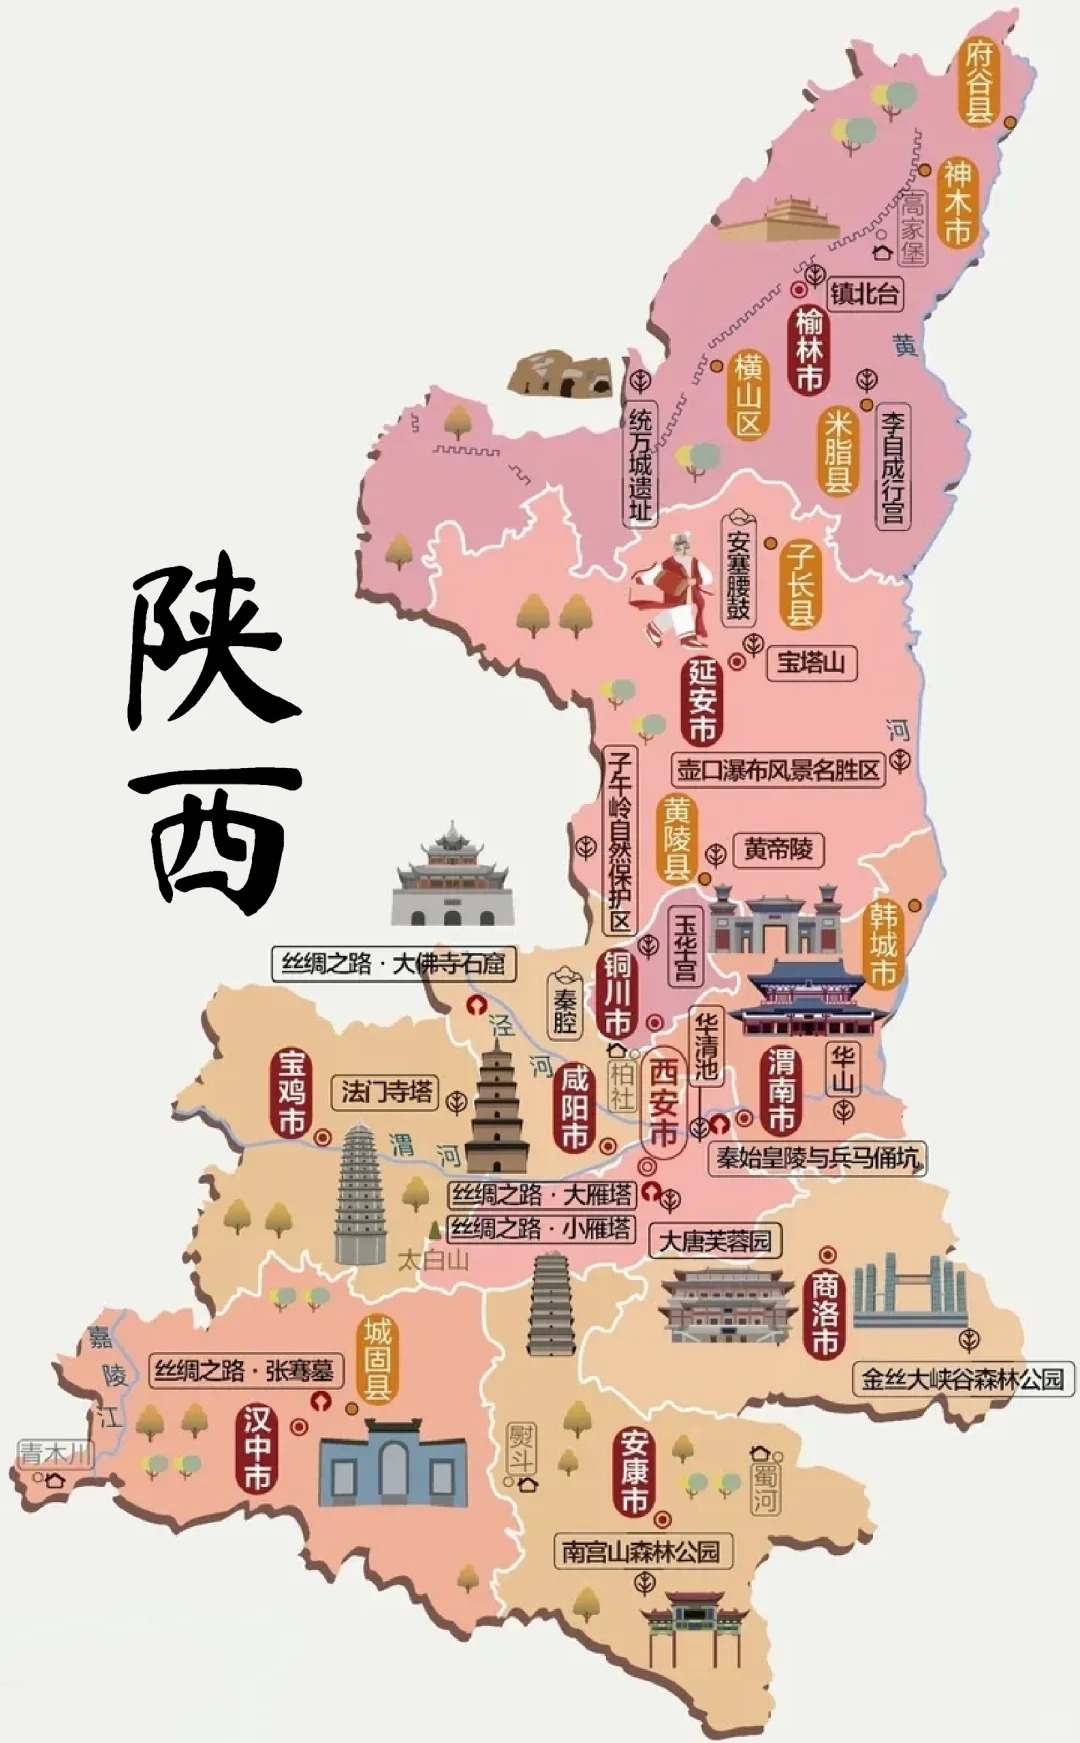 陕西
府谷县
神木市
高家堡
镇北台
榆林市
黄
横山区
米脂县
李自成行宫
统万城遗址
安塞腰鼓
子长县
宝塔山
延安市
河
壶口瀑布风景名胜区
子午岭自然保护区
黄陵县
黄帝陵
韩城市
玉华宫
丝绸之路·大佛寺石窟
铜川市
秦腔
泾
河
华清池
柏社
西安市
渭南市
华山
宝鸡市
法门寺塔
咸阳市
渭
河
秦始皇陵与兵马俑坑
丝绸之路·大雁塔
丝绸之路·小雁塔
大唐芙蓉园
太白山
商洛市
金丝大峡谷森林公园
嘉
陵
江
城固县
丝绸之路·张骞墓
汉中市
青木川
熨斗
安康市
蜀河
南宫山森林公园